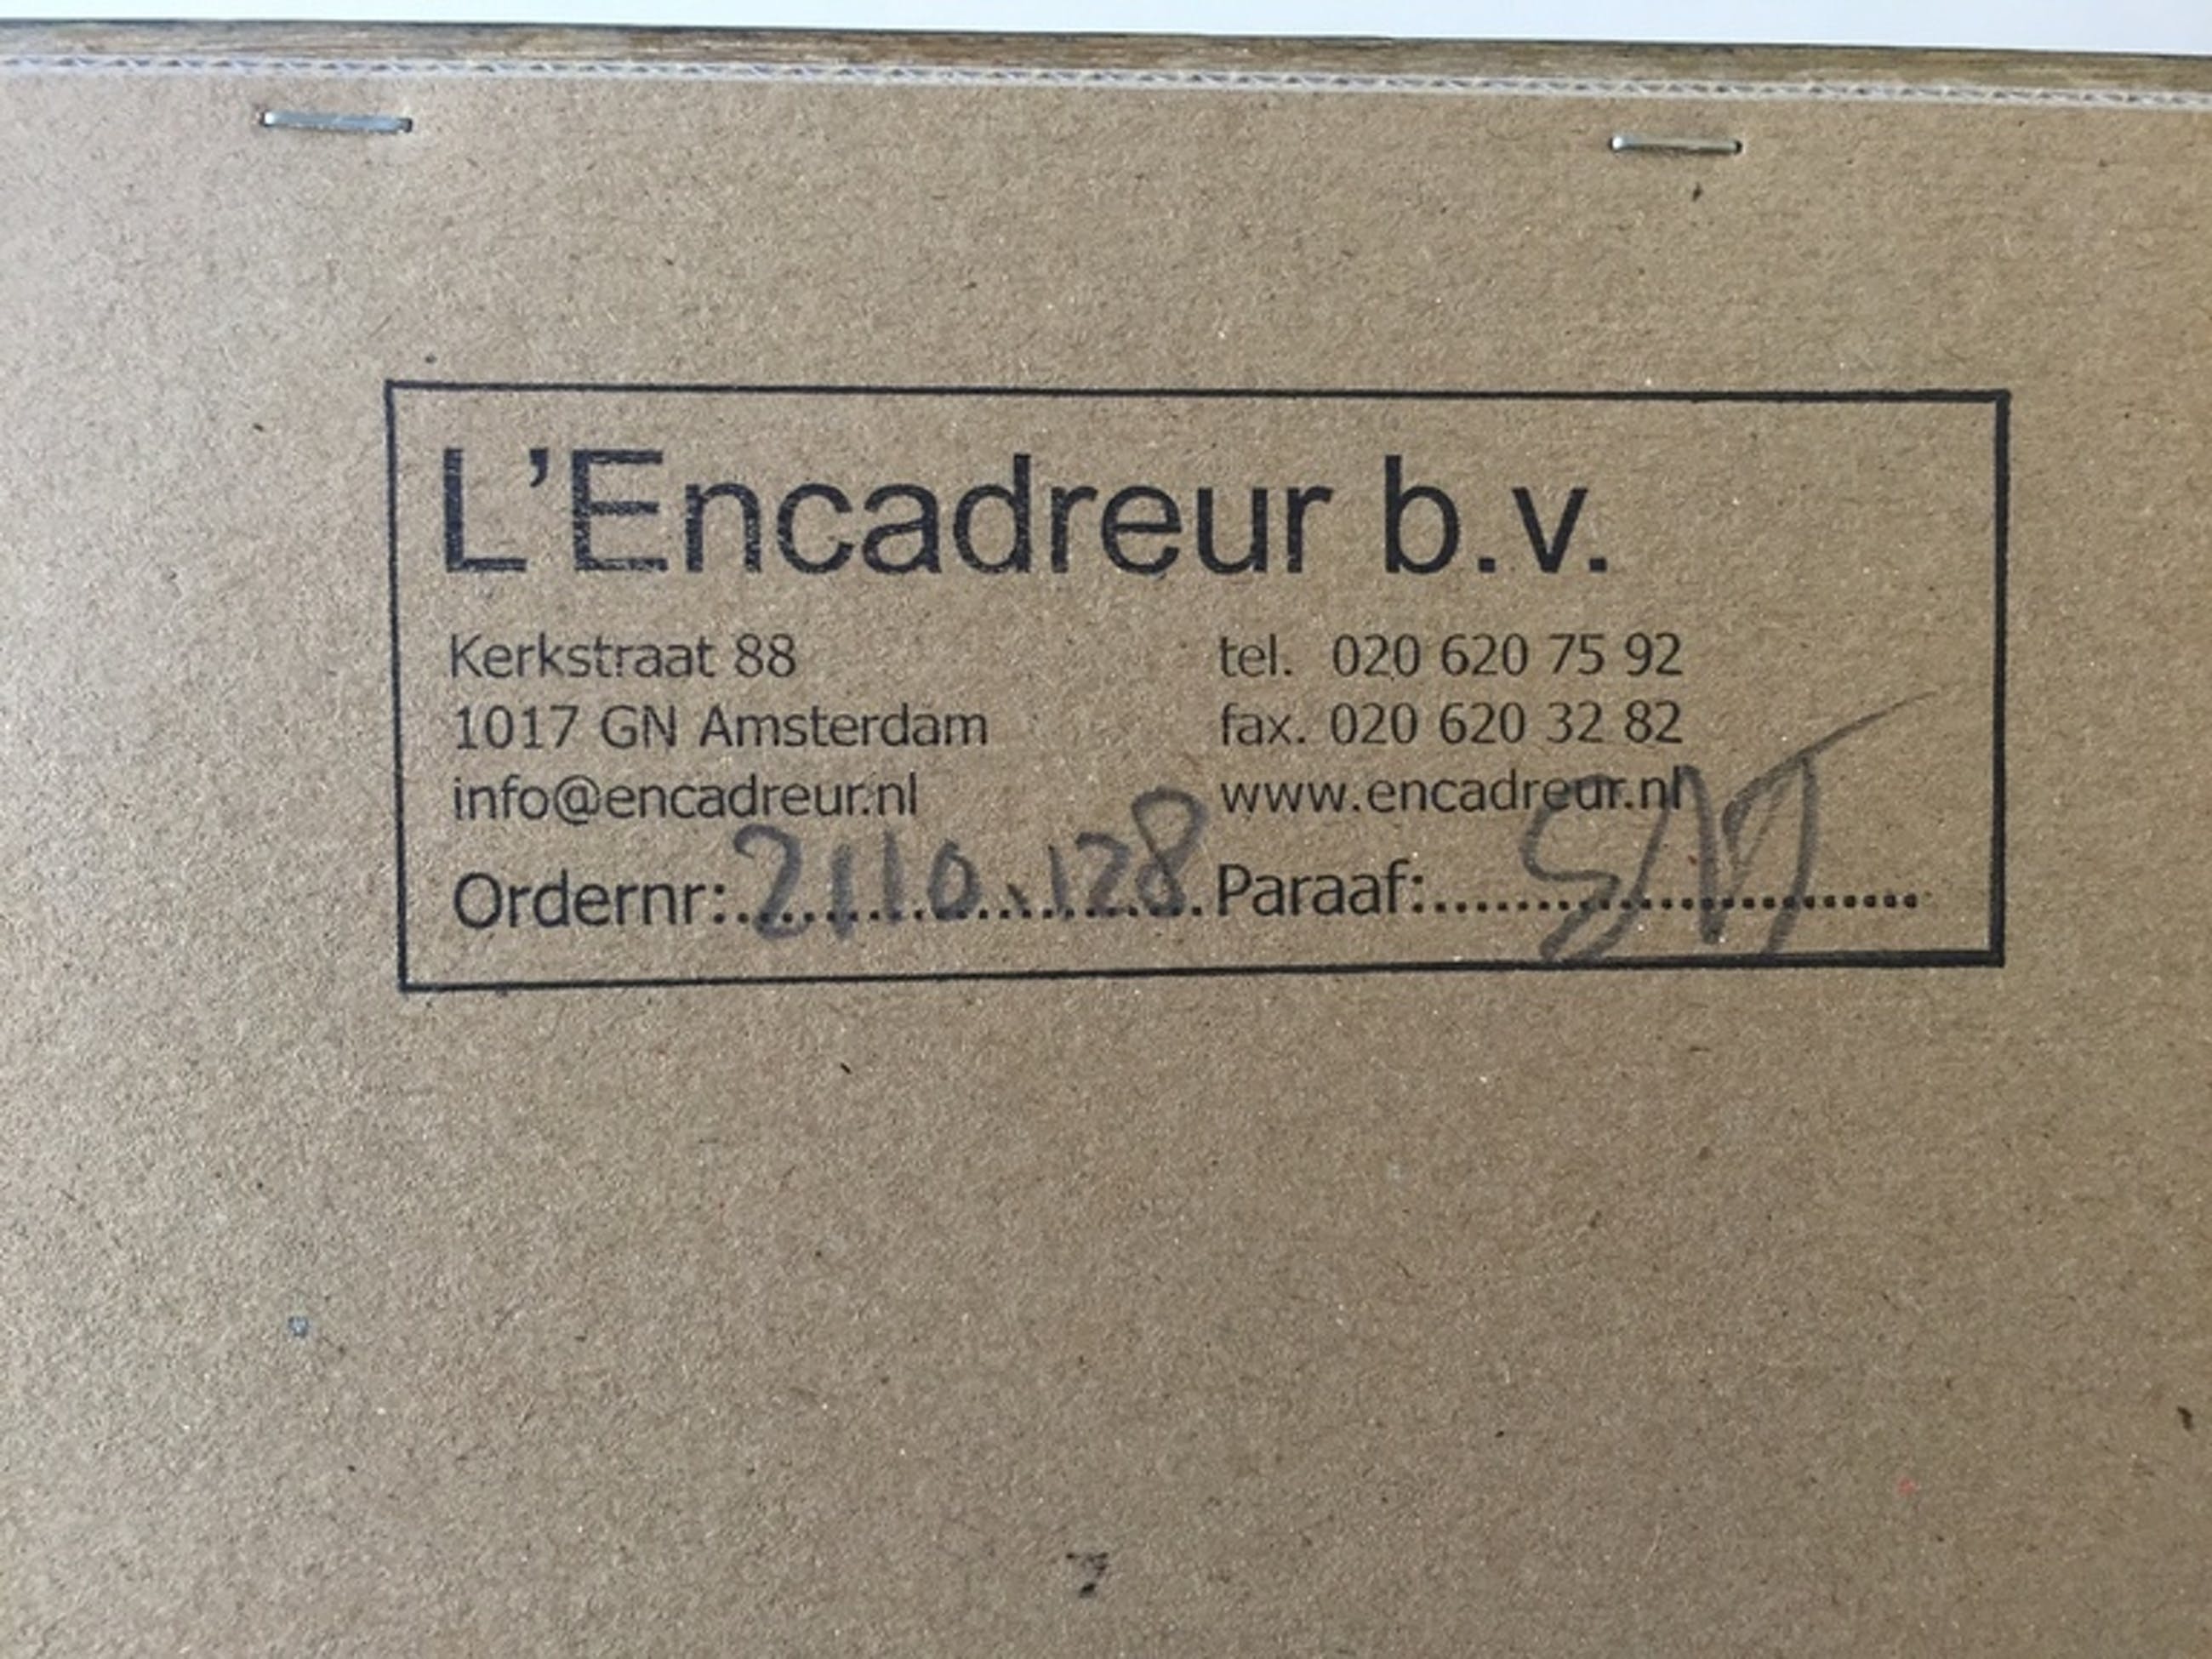 L'Encadreur b.v.
Kerkstraat 88
1017 GN Amsterdam
info@encadreur.nl
tel. 020 620 75 92
fax. 020 620 32 82
www.encadreur.nl
Ordernr: 2110.128 Paraaf: